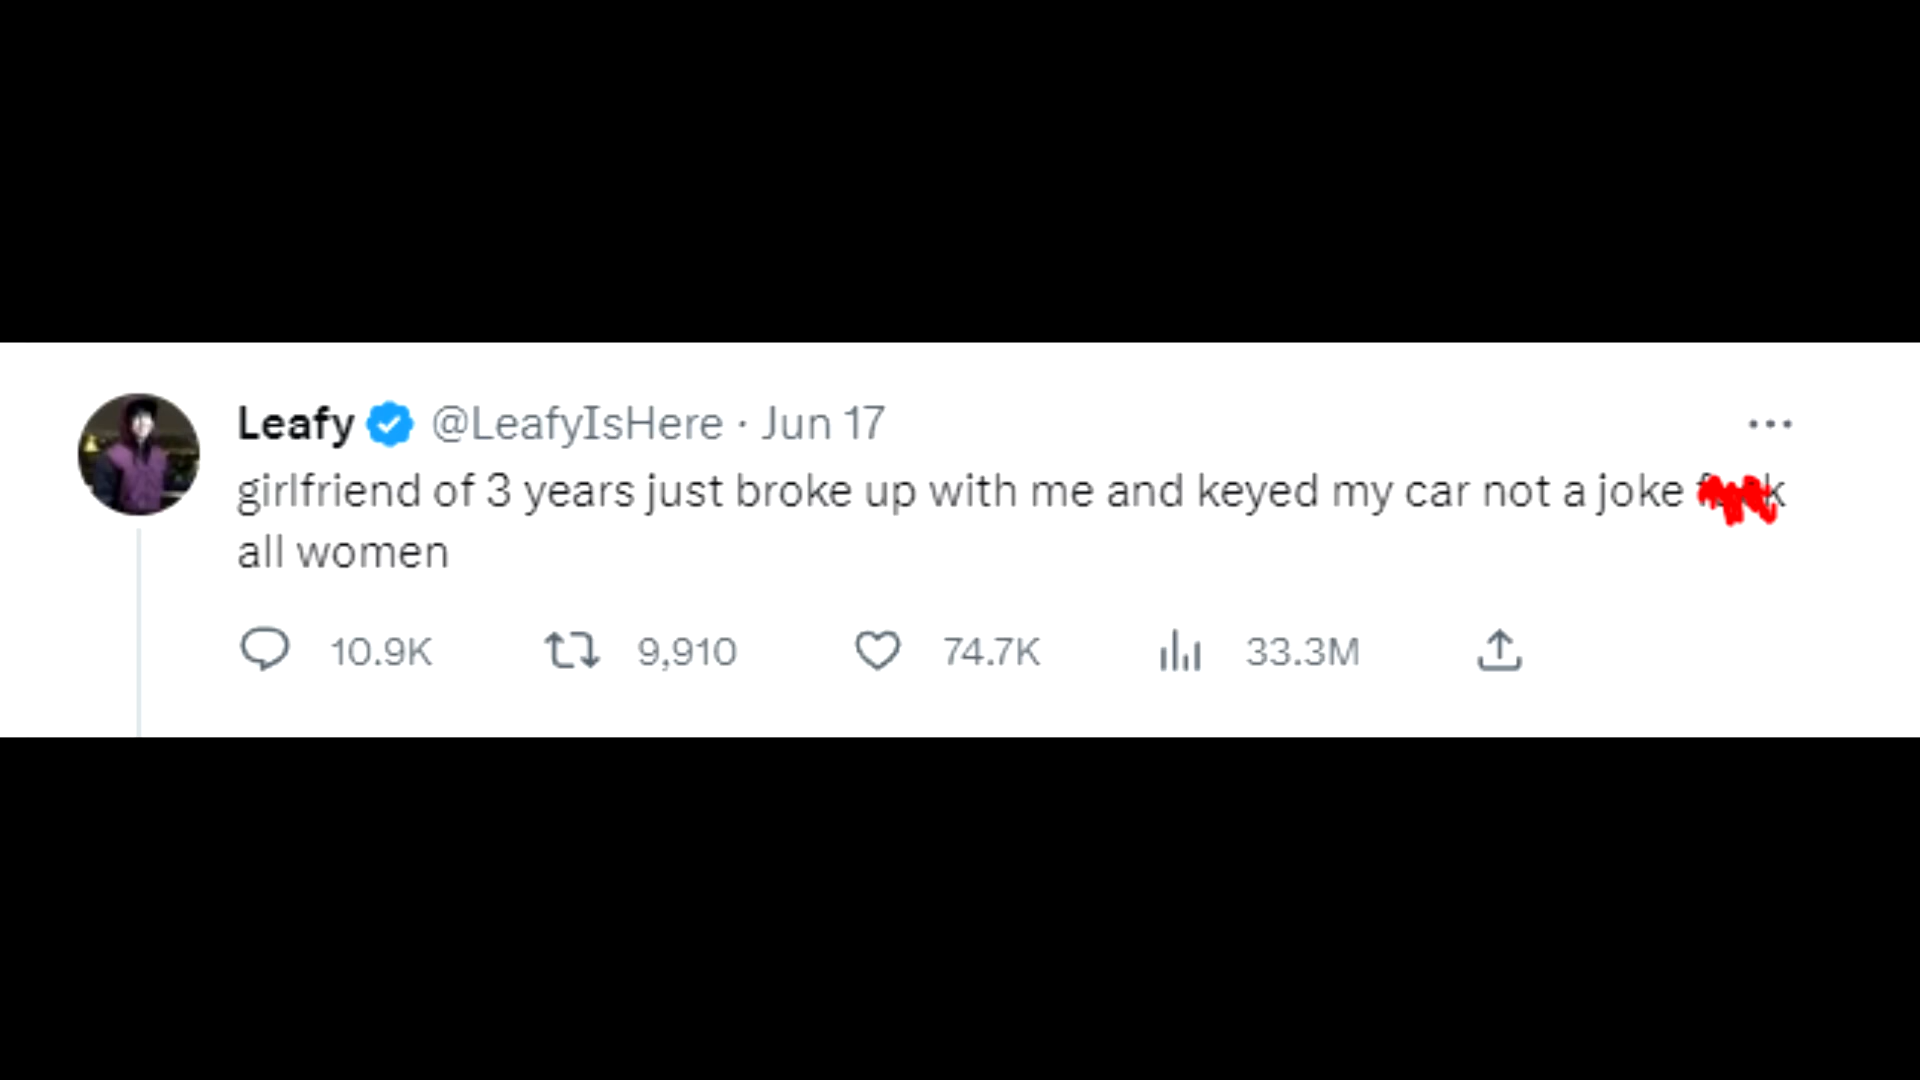 Leafy @LeafyIsHere · Jun 17
girlfriend of 3 years just broke up with me and keyed my car not a joke
all women
10.9K 9,910 74.7K 33.3M